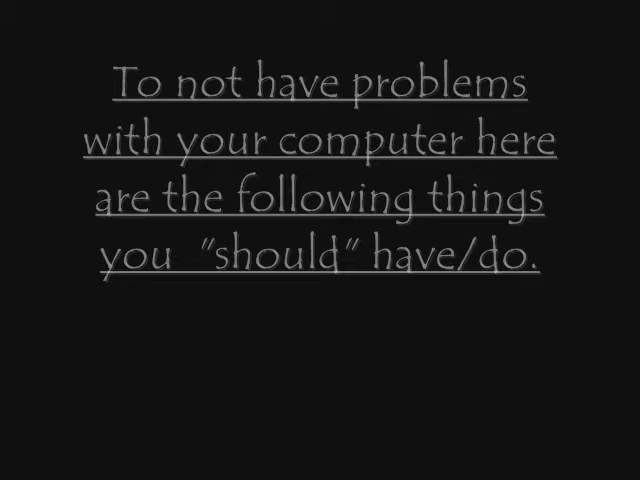 To not have problems
with your computer here
are the following things
you "should" have/do.